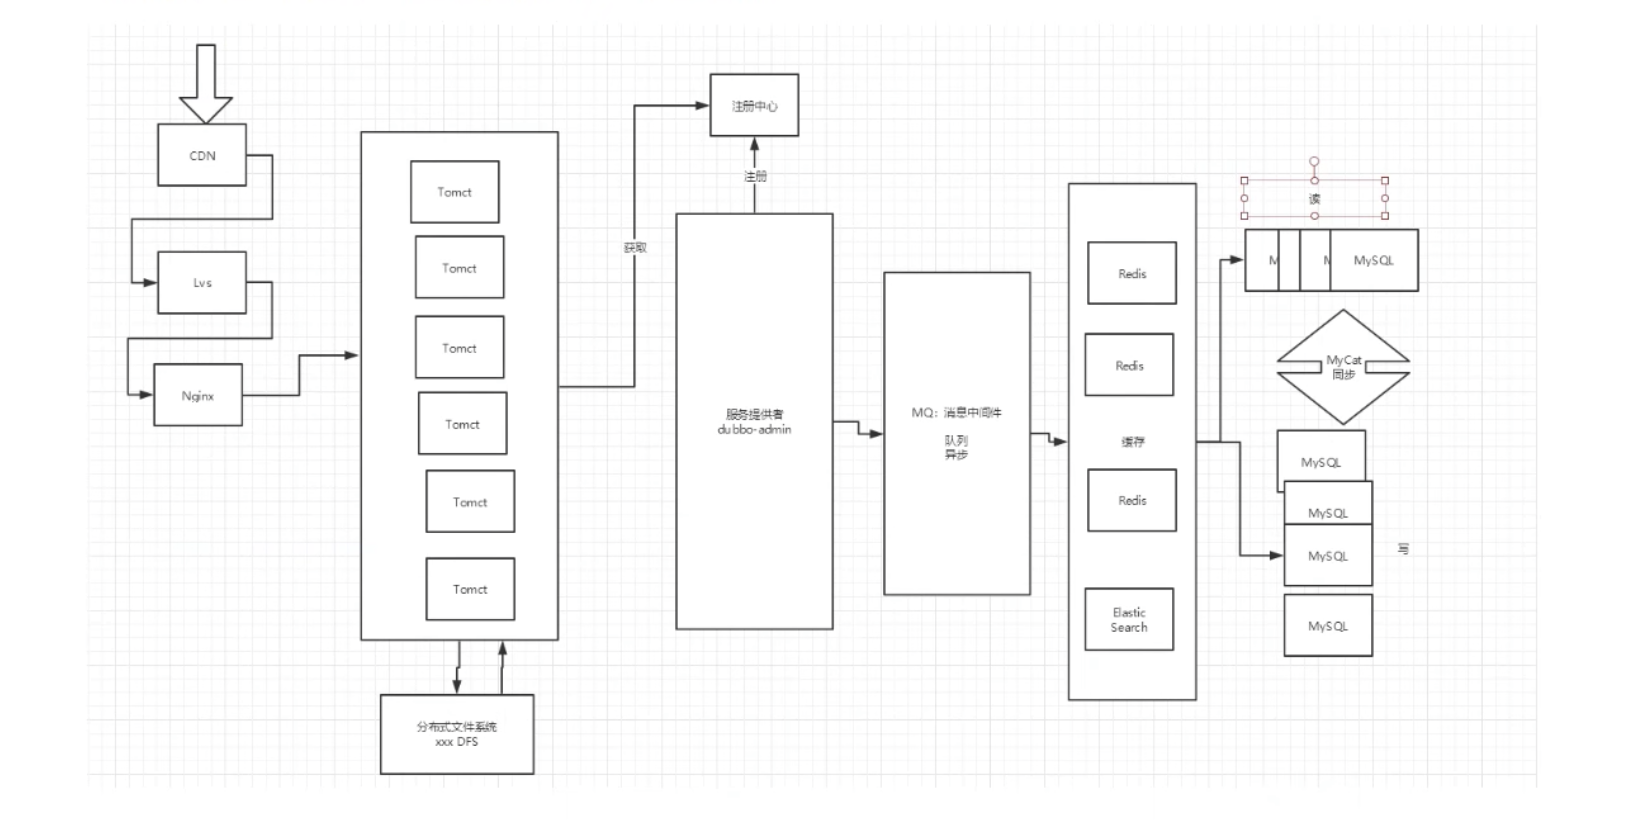 CDN
Lvs
Nginx
Tomct
Tomct
Tomct
Tomct
Tomct
Tomct
分布式文件系统
xxx DFS
获取
注册中心
注册
服务提供者
dubbo-admin
MQ：消息中间件
队列
异步
Redis
Redis
缓存
Redis
Elastic
Search
读
M
M
MySQL
MyCat
同步
MySQL
MySQL
MySQL
写
MySQL